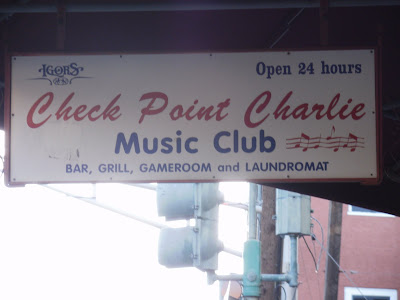 IGOR'S
Open 24 hours
Check Point Charlie
Music Club
BAR, GRILL, GAMEROOM and LAUNDROMAT